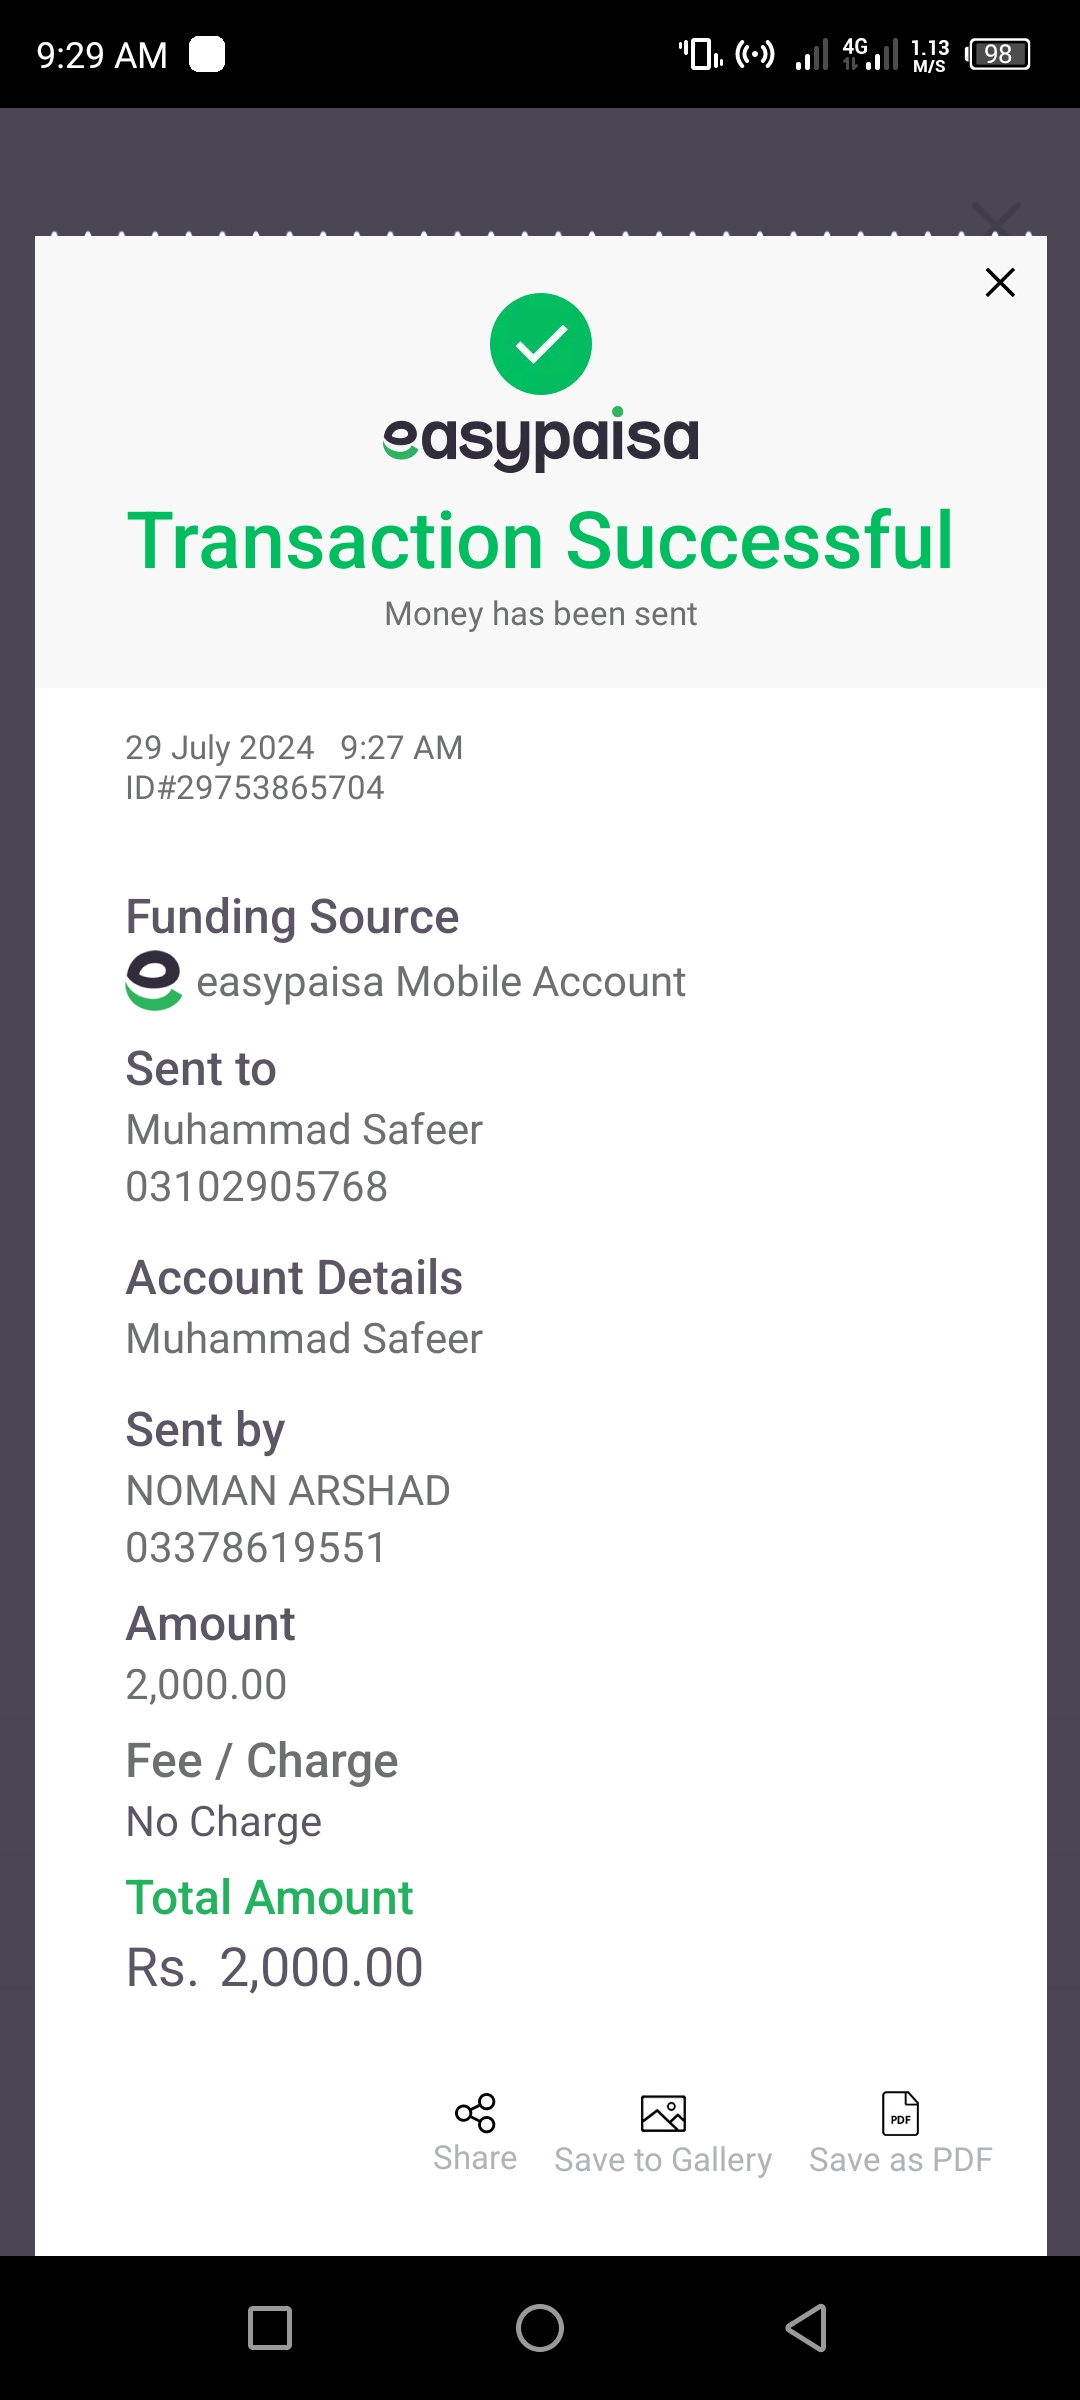 9:29 AM 4G 1.13 M/S 98
easypaisa
Transaction Successful
Money has been sent
29 July 2024 9:27 AM
ID#29753865704
Funding Source
easypaisa Mobile Account
Sent to
Muhammad Safeer
03102905768
Account Details
Muhammad Safeer
Sent by
NOMAN ARSHAD
03378619551
Amount
2,000.00
Fee / Charge
No Charge
Total Amount
Rs. 2,000.00
PDF
Share Save to Gallery Save as PDF